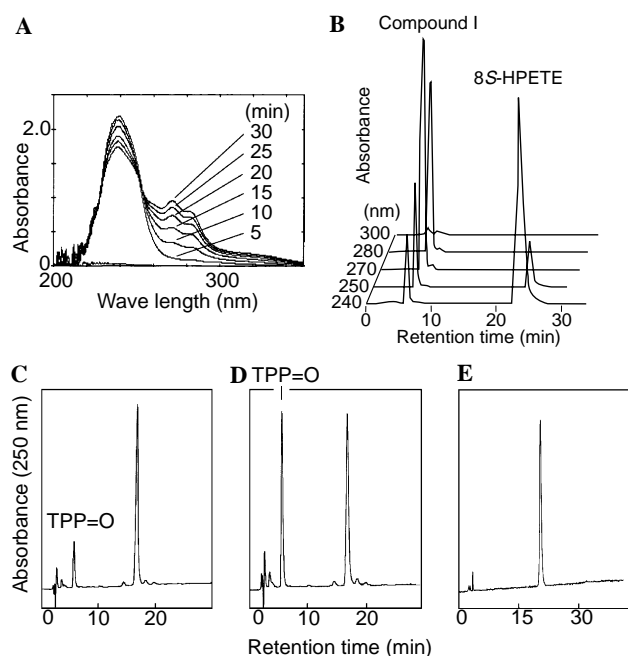 A
B
Compound I
8S-HPETE
2.0
1
0
Absorbance
(min)
30
25
20
15
10
5
200
300
Wave length (nm)
Absorbance
(nm)
300
280
270
250
240
0
10
20
30
Retention time (min)
C
D
E
TPP=O
TPP=O
Absorbance (250 nm)
0
10
20
0
10
20
0
15
30
Retention time (min)